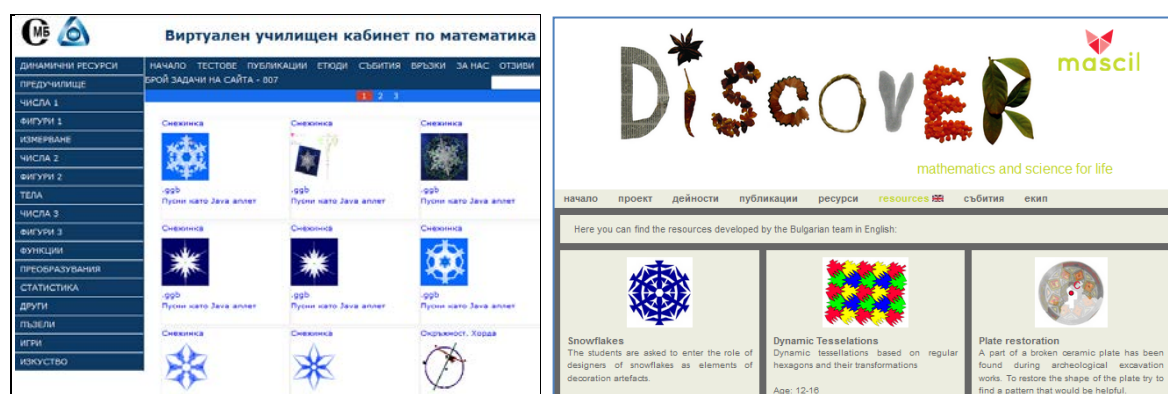 СМБ
Виртуален училищен кабинет по математика
ДИНАМИЧНИ РЕСУРСИ
ПРЕДУЧИЛИЩЕ
ЧИСЛА 1
ФИГУРИ 1
ИЗМЕРВАНЕ
ЧИСЛА 2
ФИГУРИ 2
ТЕЛА
ЧИСЛА 3
ФИГУРИ 3
ФУНКЦИИ
ПРЕОБРАЗУВАНИЯ
СТАТИСТИКА
ДРУГИ
ПЪЗЕЛИ
ИГРИ
ИЗКУСТВО
НАЧАЛО ТЕСТОВЕ ПУБЛИКАЦИИ ЕТЮДИ СЪБИТИЯ ВРЪЗКИ ЗА НАС ОТЗИВИ
БРОЙ ЗАДАЧИ НА САЙТА - 807
1 2 3
Снежинка Снежинка Снежинка
.ggb .ggb .ggb
Пусни като Java аплет Пусни като Java аплет Пусни като Java аплет
Снежинка Снежинка Снежинка
.ggb .ggb .ggb
Пусни като Java аплет Пусни като Java аплет Пусни като Java аплет
Снежинка Снежинка Окръжност. Хорда
DiscoveR
mascil
mathematics and science for life
начало проект дейности публикации ресурси resources събития екип
Here you can find the resources developed by the Bulgarian team in English:
Snowflakes
The students are asked to enter the role of
designers of snowflakes as elements of
decoration artefacts.
Dynamic Tesselations
Dynamic tessellations based on regular
hexagons and their transformations
Age: 12-16
C
Plate restoration
A part of a broken ceramic plate has been
found during archeological excavation
works. To restore the shape of the plate try to
find a pattern that would be helpful.